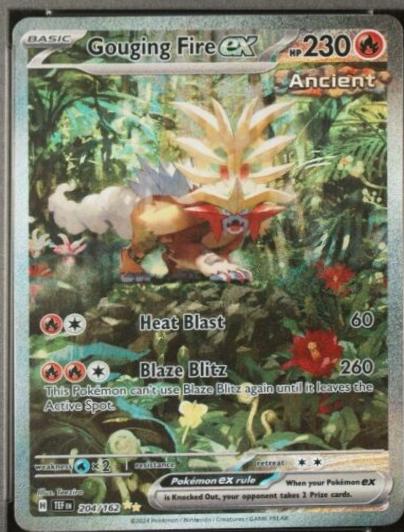 BASIC
Gouging Fire ex HP 230
Ancient
Heat Blast 60
Blaze Blitz 260
This Pokémon can't use Blaze Blitz again until it leaves the
Active Spot.
weakness ×2 resistance retreat
Illus. Teeziro
Pokémon ex rule When your Pokémon ex
is Knocked Out, your opponent takes 2 Prize cards.
H TEF EN 204/162
©2024 Pokémon / Nintendo / Creatures / GAME FREAK